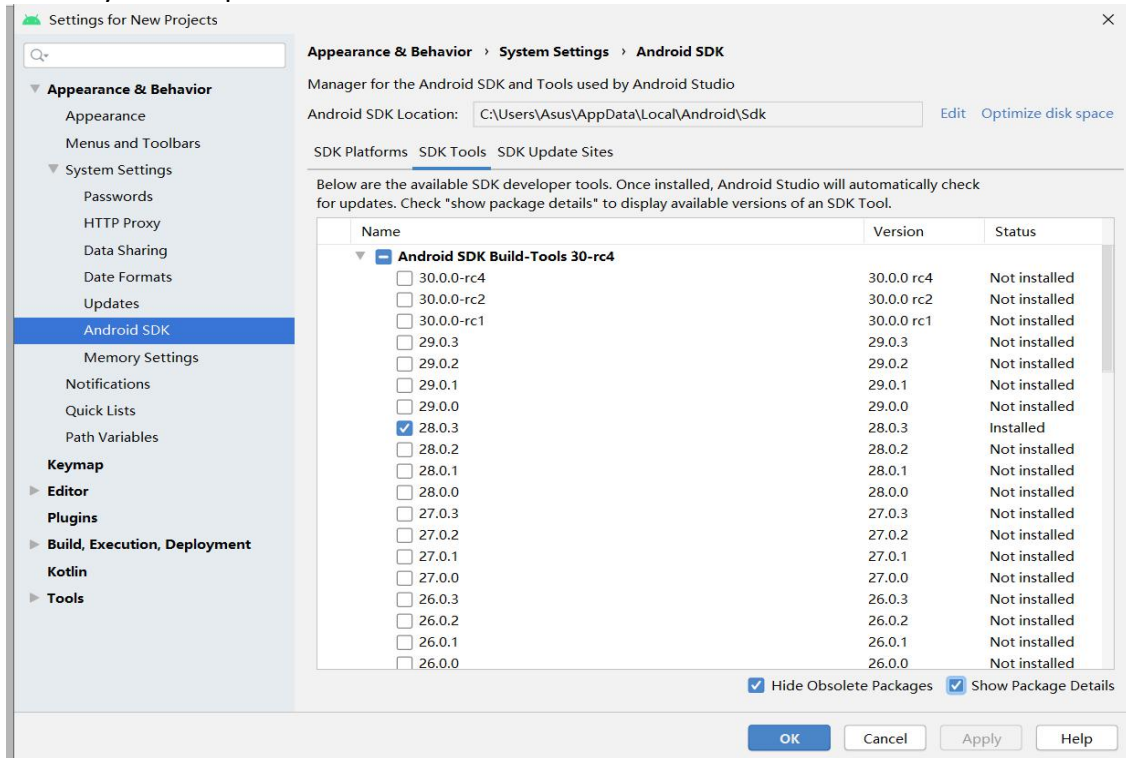 Settings for New Projects
Appearance & Behavior
Appearance
Menus and Toolbars
System Settings
Passwords
HTTP Proxy
Data Sharing
Date Formats
Updates
Android SDK
Memory Settings
Notifications
Quick Lists
Path Variables
Keymap
Editor
Plugins
Build, Execution, Deployment
Kotlin
Tools
Appearance & Behavior › System Settings › Android SDK
Manager for the Android SDK and Tools used by Android Studio
Android SDK Location: C:\Users\Asus\AppData\Local\Android\Sdk Edit Optimize disk space
SDK Platforms SDK Tools SDK Update Sites
Below are the available SDK developer tools. Once installed, Android Studio will automatically check
for updates. Check "show package details" to display available versions of an SDK Tool.
Name Version Status
Android SDK Build-Tools 30-rc4
30.0.0-rc4 30.0.0 rc4 Not installed
30.0.0-rc2 30.0.0 rc2 Not installed
30.0.0-rc1 30.0.0 rc1 Not installed
29.0.3 29.0.3 Not installed
29.0.2 29.0.2 Not installed
29.0.1 29.0.1 Not installed
29.0.0 29.0.0 Not installed
28.0.3 28.0.3 Installed
28.0.2 28.0.2 Not installed
28.0.1 28.0.1 Not installed
28.0.0 28.0.0 Not installed
27.0.3 27.0.3 Not installed
27.0.2 27.0.2 Not installed
27.0.1 27.0.1 Not installed
27.0.0 27.0.0 Not installed
26.0.3 26.0.3 Not installed
26.0.2 26.0.2 Not installed
26.0.1 26.0.1 Not installed
26.0.0 26.0.0 Not installed
Hide Obsolete Packages Show Package Details
OK Cancel Apply Help